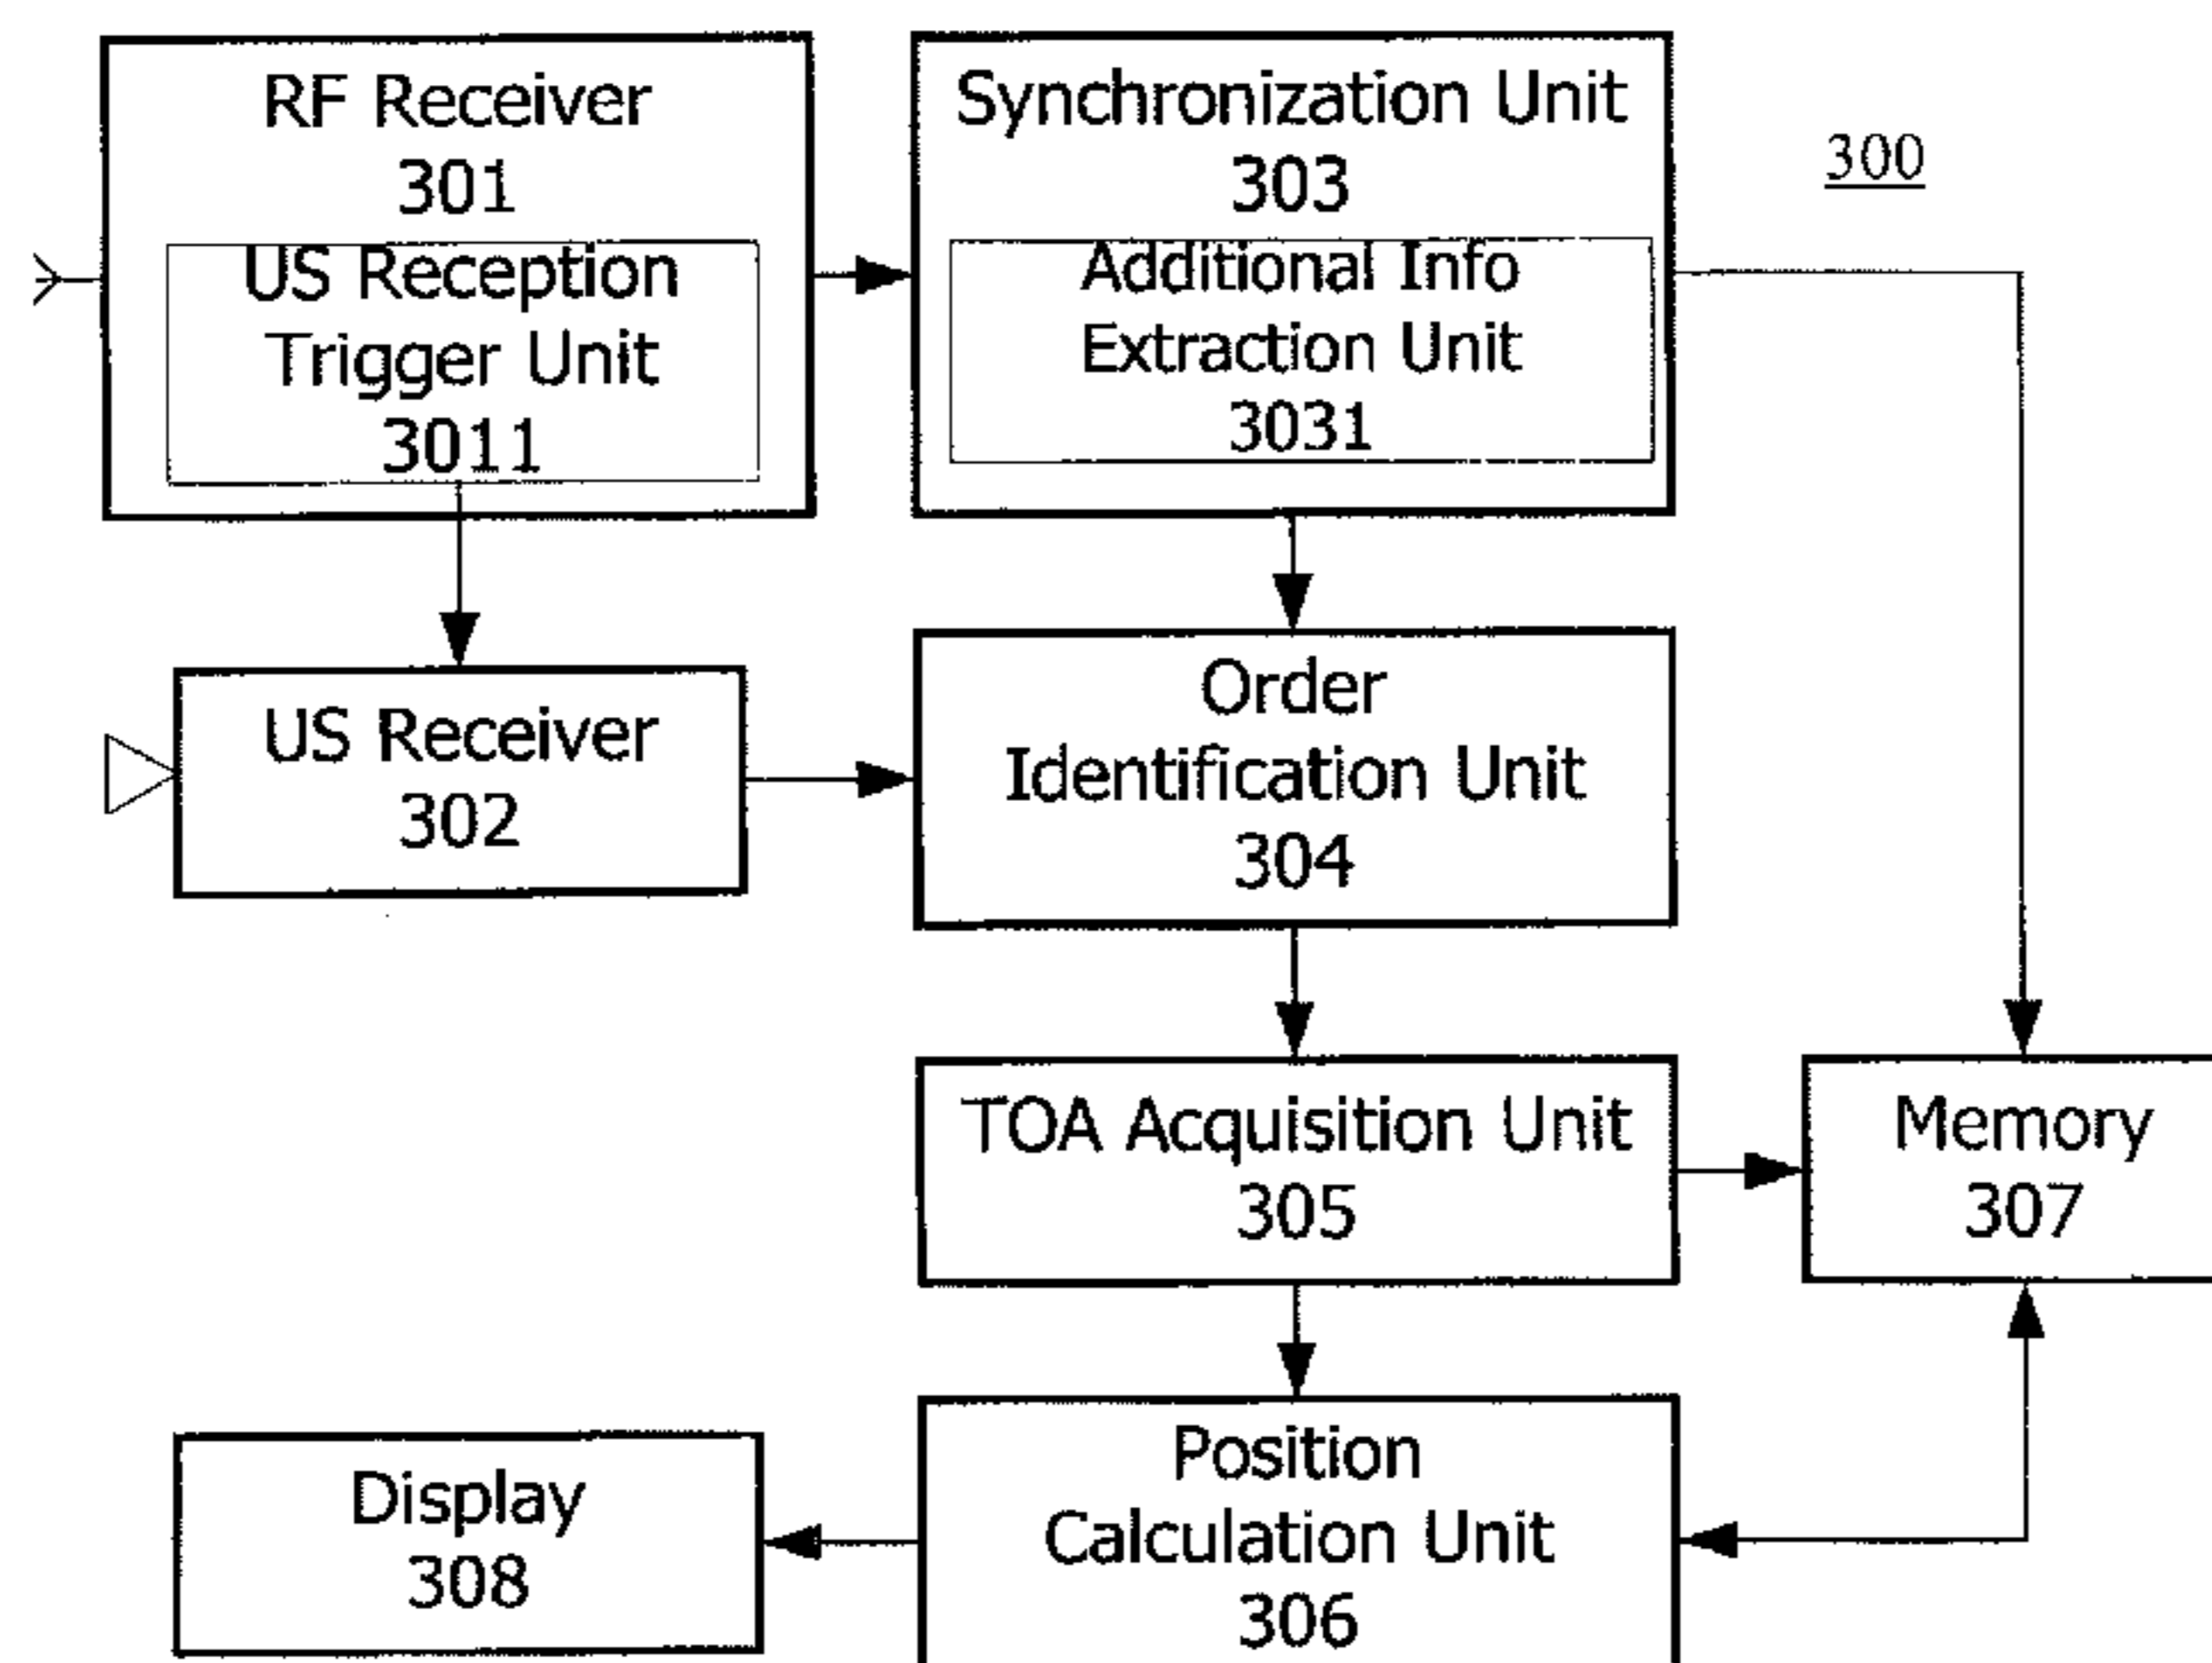 RF Receiver
301
US Reception
Trigger Unit
3011
Synchronization Unit
303
Additional Info
Extraction Unit
3031
300
US Receiver
302
Order
Identification Unit
304
TOA Acquisition Unit
305
Memory
307
Position
Calculation Unit
306
Display
308